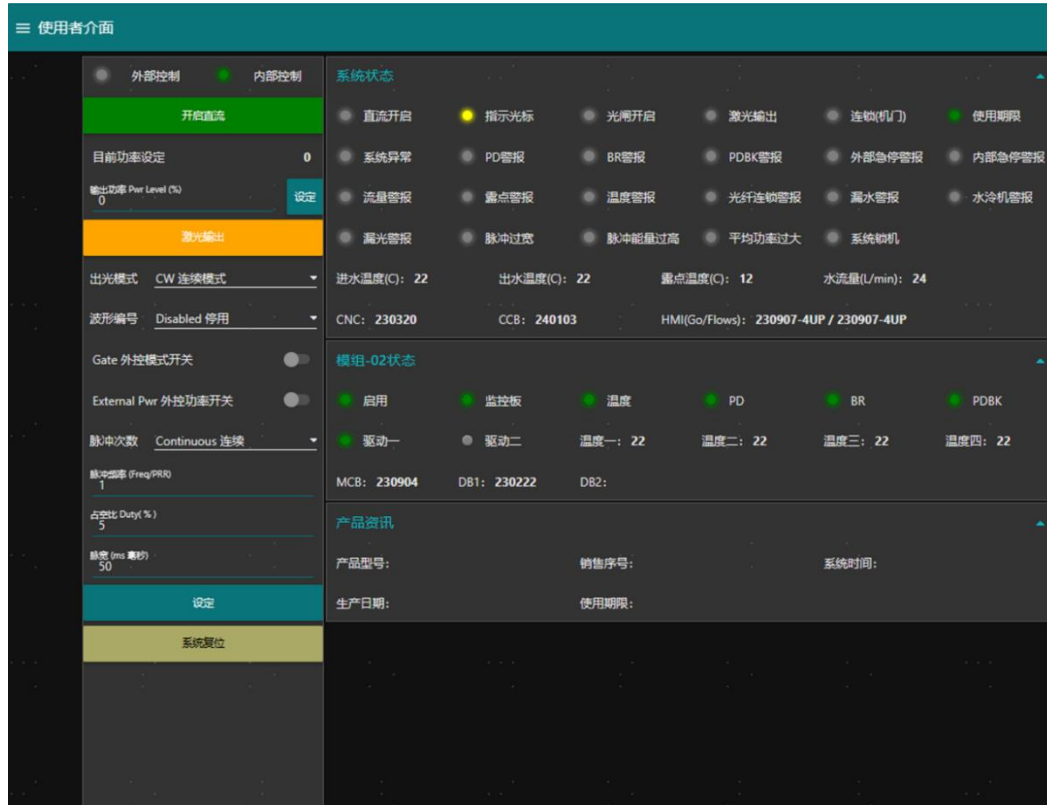 使用者介面
外部控制 内部控制
开启直流
目前功率设定 0
输出功率 Pwr Level (%)
0
设定
激光输出
出光模式 CW 连续模式
波形编号 Disabled 停用
Gate 外控模式开关
External Pwr 外控功率开关
脉冲次数 Continuous 连续
脉冲频率 (Freq/PRR)
1
占空比 Duty( % )
5
脉宽 (ms 毫秒)
50
设定
系统复位
系统状态
直流开启 指示光标 光闸开启 激光输出 连锁(机门) 使用期限
系统异常 PD警报 BR警报 PDBK警报 外部急停警报 内部急停警报
流量警报 露点警报 温度警报 光纤连锁警报 漏水警报 水冷机警报
漏光警报 脉冲过宽 脉冲能量过高 平均功率过大 系统锁机
进水温度(C): 22 出水温度(C): 22 露点温度(C): 12 水流量(L/min): 24
CNC: 230320 CCB: 240103 HMI(Go/Flows): 230907-4UP / 230907-4UP
模组-02状态
启用 监控板 温度 PD BR PDBK
驱动一 驱动二 温度一: 22 温度二: 22 温度三: 22 温度四: 22
MCB: 230904 DB1: 230222 DB2:
产品资讯
产品型号: 销售序号: 系统时间:
生产日期: 使用期限: